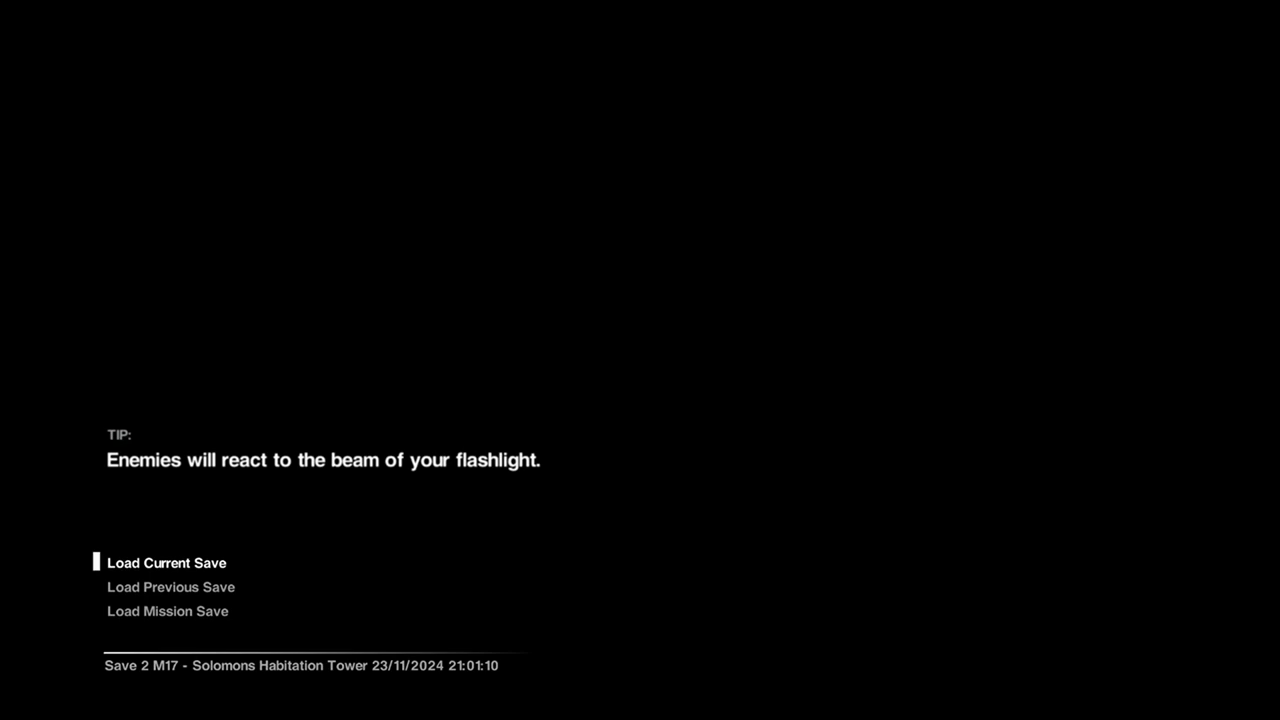 TIP:
Enemies will react to the beam of your flashlight.
Load Current Save
Load Previous Save
Load Mission Save
Save 2 M17 - Solomons Habitation Tower 23/11/2024 21:01:10